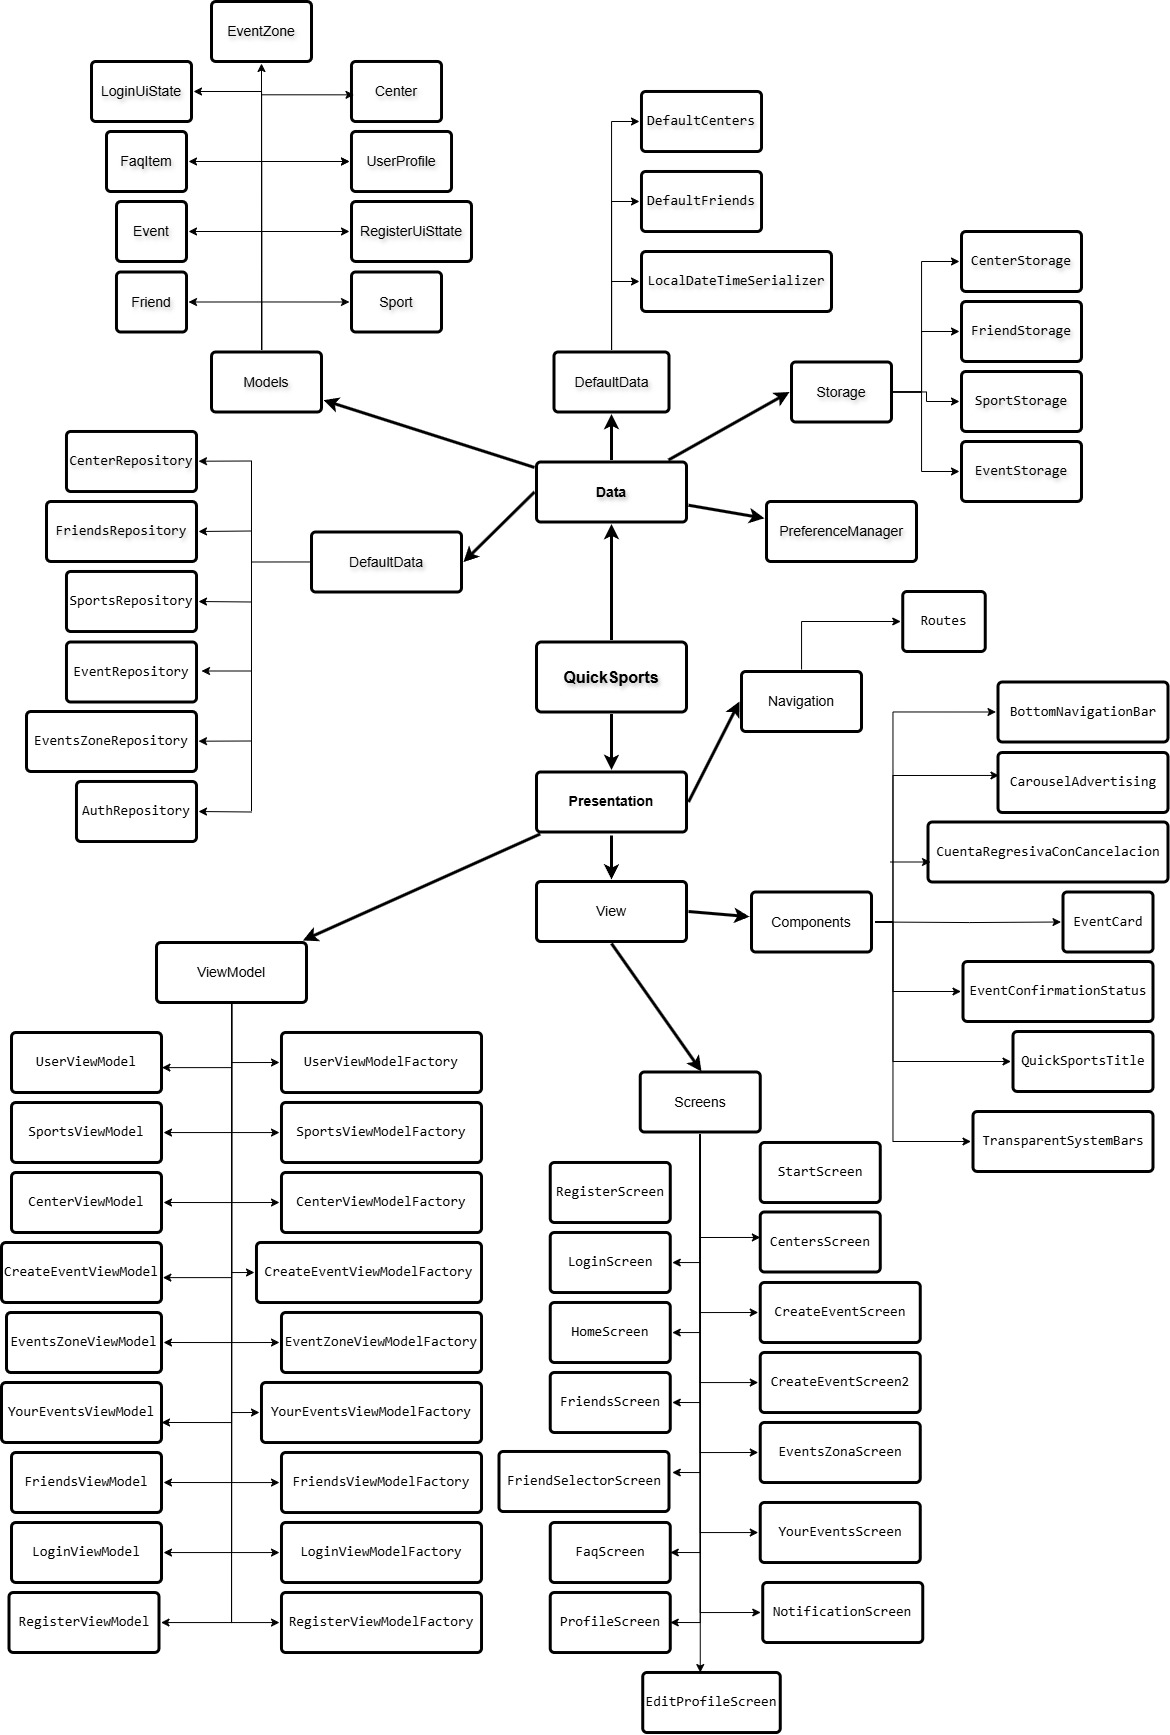 EventZone
LoginUiState
Center
FaqItem
UserProfile
Event
RegisterUiSttate
Friend
Sport
Models
DefaultCenters
DefaultFriends
LocalDateTimeSerializer
DefaultData
CenterStorage
FriendStorage
SportStorage
EventStorage
Storage
Data
PreferenceManager
CenterRepository
FriendsRepository
SportsRepository
EventRepository
EventsZoneRepository
AuthRepository
DefaultData
QuickSports
Routes
Navigation
Presentation
BottomNavigationBar
CarouselAdvertising
CuentaRegresivaConCancelacion
EventCard
EventConfirmationStatus
QuickSportsTitle
TransparentSystemBars
View
Components
ViewModel
UserViewModel
UserViewModelFactory
SportsViewModel
SportsViewModelFactory
CenterViewModel
CenterViewModelFactory
CreateEventViewModel
CreateEventViewModelFactory
EventsZoneViewModel
EventZoneViewModelFactory
YourEventsViewModel
YourEventsViewModelFactory
FriendsViewModel
FriendsViewModelFactory
LoginViewModel
LoginViewModelFactory
RegisterViewModel
RegisterViewModelFactory
Screens
StartScreen
RegisterScreen
CentersScreen
LoginScreen
CreateEventScreen
HomeScreen
CreateEventScreen2
FriendsScreen
EventsZonaScreen
FriendSelectorScreen
YourEventsScreen
FaqScreen
NotificationScreen
ProfileScreen
EditProfileScreen